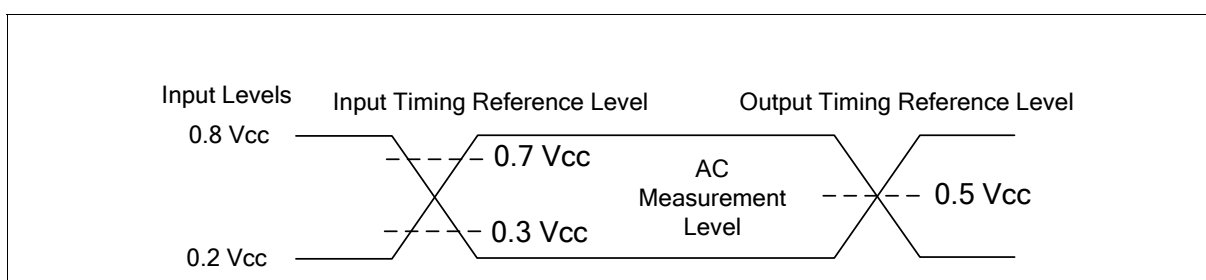 Input Levels
Input Timing Reference Level
Output Timing Reference Level
0.8 Vcc
0.7 Vcc
AC
Measurement
Level
0.5 Vcc
0.3 Vcc
0.2 Vcc